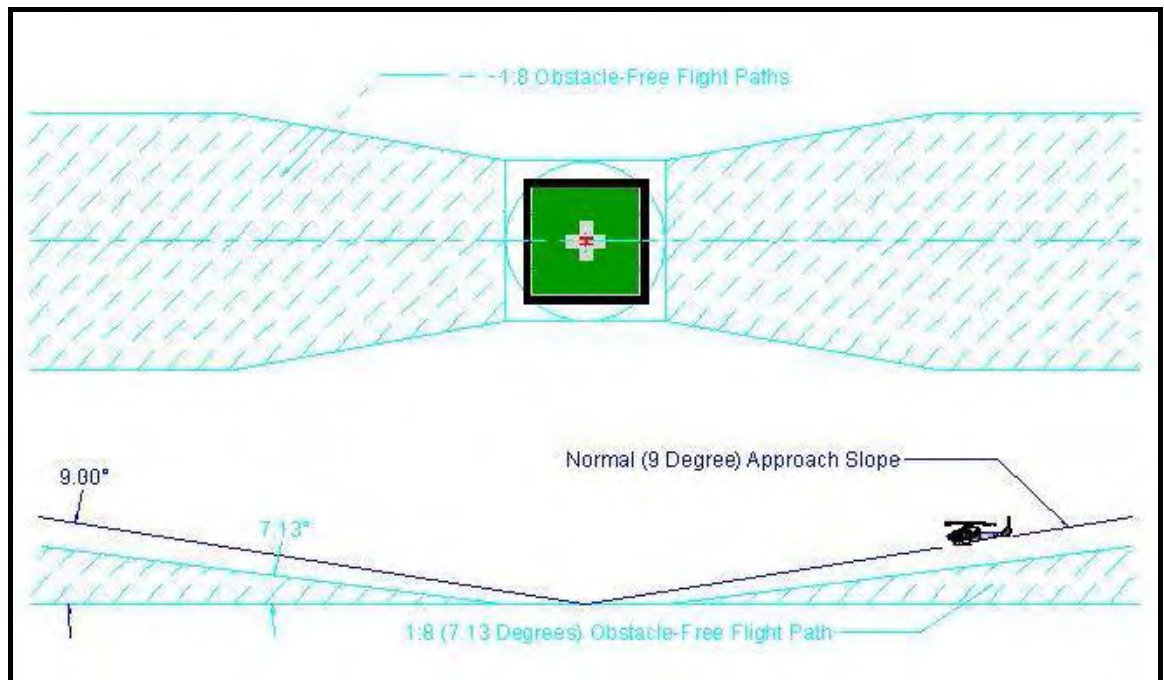 1:8 Obstacle-Free Flight Paths
H
Normal (9 Degree) Approach Slope
9.00°
7.13°
1:8 (7.13 Degrees) Obstacle-Free Flight Path